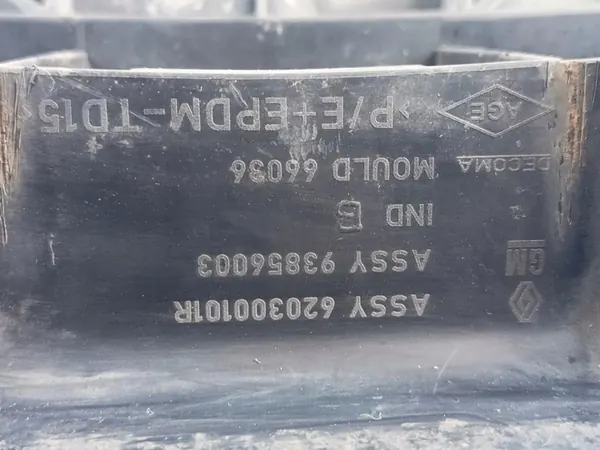 ASSY 620300101R
GM ASSY 93856003
IND B
DECOMA MOULD 66036
AGE >P/E+EPDM-TD15